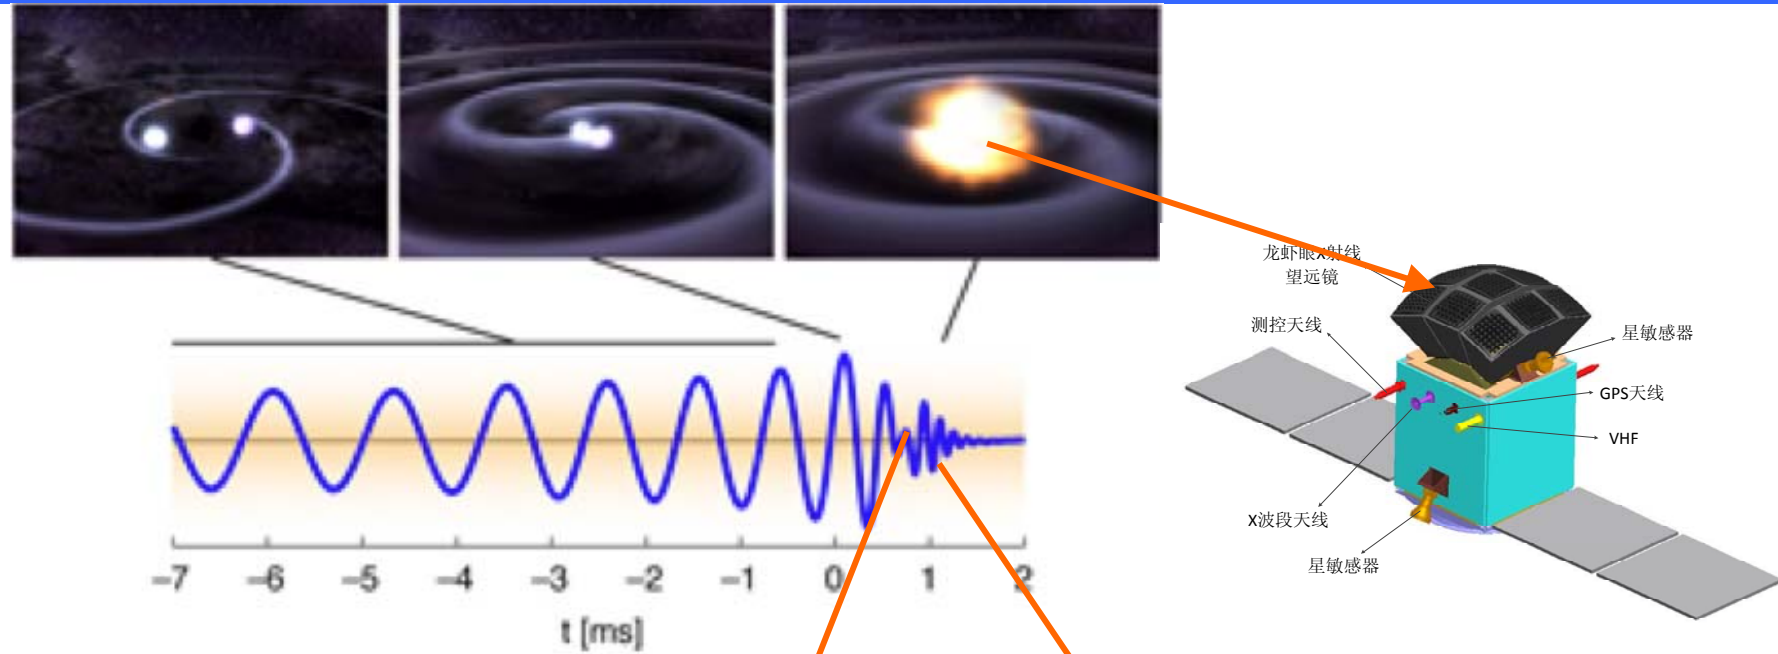 龙虾眼X射线
望远镜
测控天线
星敏感器
GPS天线
VHF
X波段天线
星敏感器
-7 -6 -5 -4 -3 -2 -1 0 1 2
t [ms]